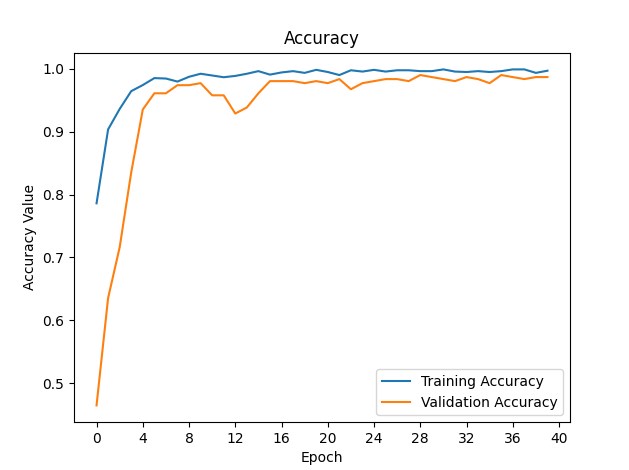 Accuracy
1.0
0.9
0.8
0.7
0.6
0.5
Accuracy Value
0 4 8 12 16 20 24 28 32 36 40
Epoch
Training Accuracy
Validation Accuracy